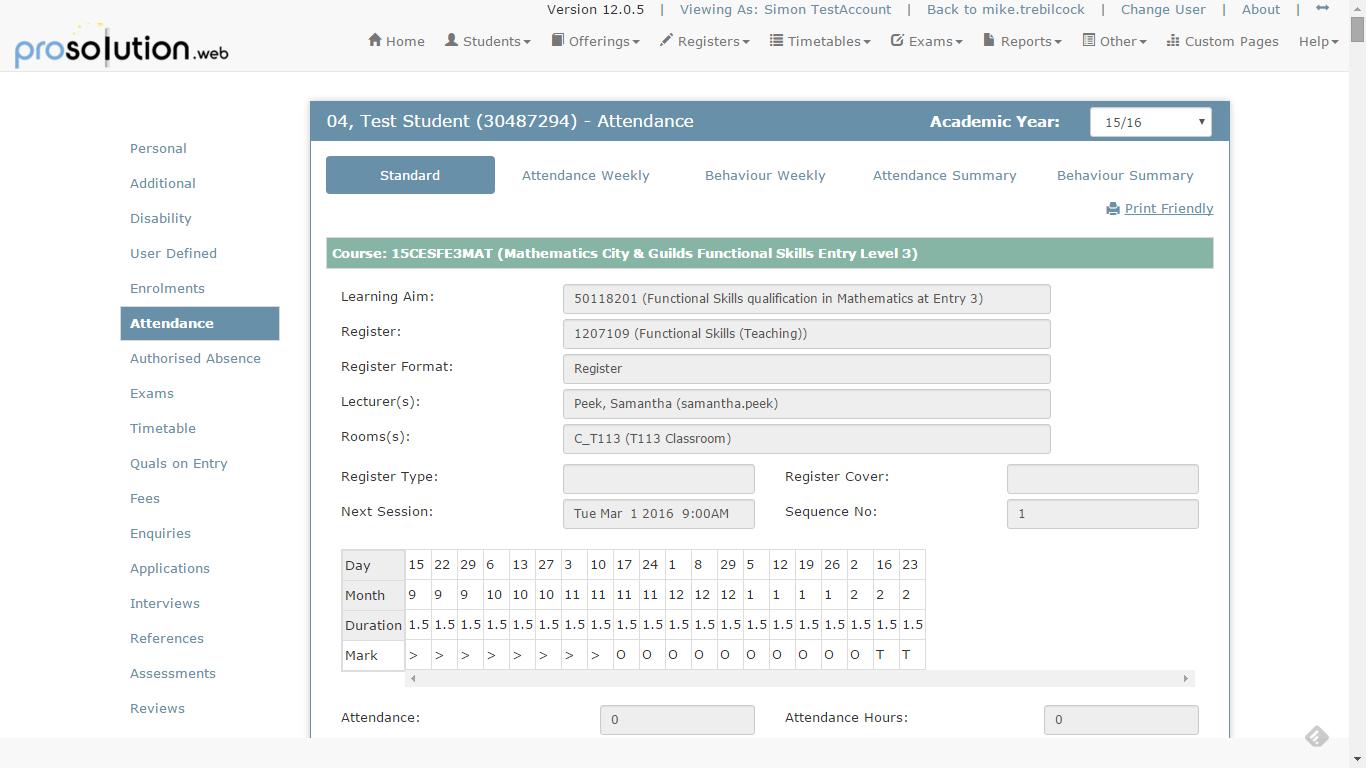 Version 12.0.5 | Viewing As: Simon TestAccount | Back to mike.trebilcock | Change User | About |
prosolution.web
Home Students Offerings Registers Timetables Exams Reports Other Custom Pages Help
04, Test Student (30487294) - Attendance Academic Year: 15/16
Personal
Additional
Disability
User Defined
Enrolments
Attendance
Authorised Absence
Exams
Timetable
Quals on Entry
Fees
Enquiries
Applications
Interviews
References
Assessments
Reviews
Standard Attendance Weekly Behaviour Weekly Attendance Summary Behaviour Summary
Print Friendly
Course: 15CESFE3MAT (Mathematics City & Guilds Functional Skills Entry Level 3)
Learning Aim: 50118201 (Functional Skills qualification in Mathematics at Entry 3)
Register: 1207109 (Functional Skills (Teaching))
Register Format: Register
Lecturer(s): Peek, Samantha (samantha.peek)
Rooms(s): C_T113 (T113 Classroom)
Register Type: Register Cover:
Next Session: Tue Mar 1 2016 9:00AM Sequence No: 1
Day 15 22 29 6 13 27 3 10 17 24 1 8 29 5 12 19 26 2 16 23
Month 9 9 9 10 10 10 11 11 11 11 12 12 12 1 1 1 1 2 2 2
Duration 1.5 1.5 1.5 1.5 1.5 1.5 1.5 1.5 1.5 1.5 1.5 1.5 1.5 1.5 1.5 1.5 1.5 1.5 1.5 1.5
Mark > > > > > > > > O O O O O O O O O O T T
Attendance: 0 Attendance Hours: 0